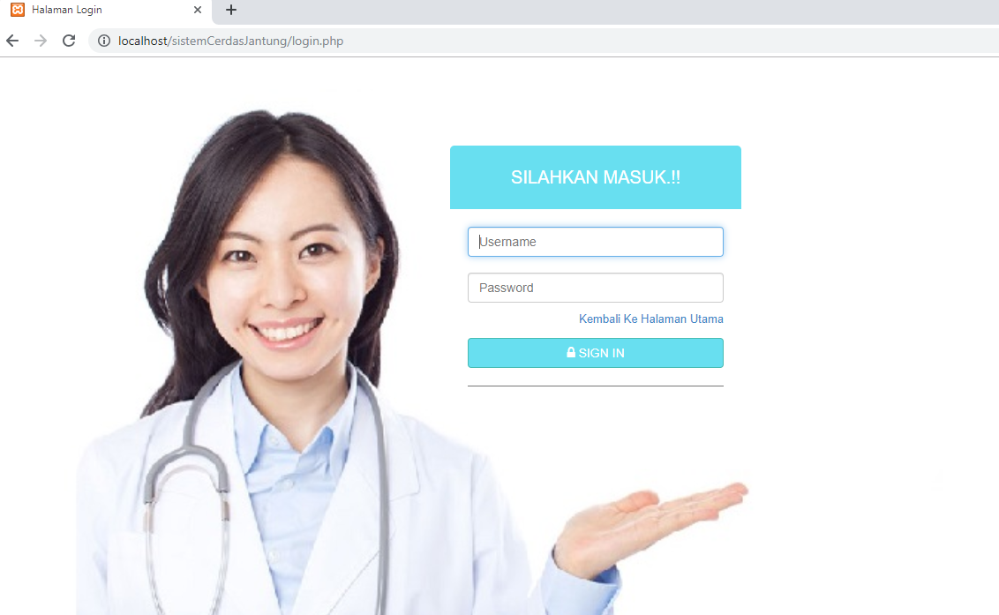 Halaman Login
localhost/sistemCerdasJantung/login.php
SILAHKAN MASUK.!!
Username
Password
Kembali Ke Halaman Utama
SIGN IN